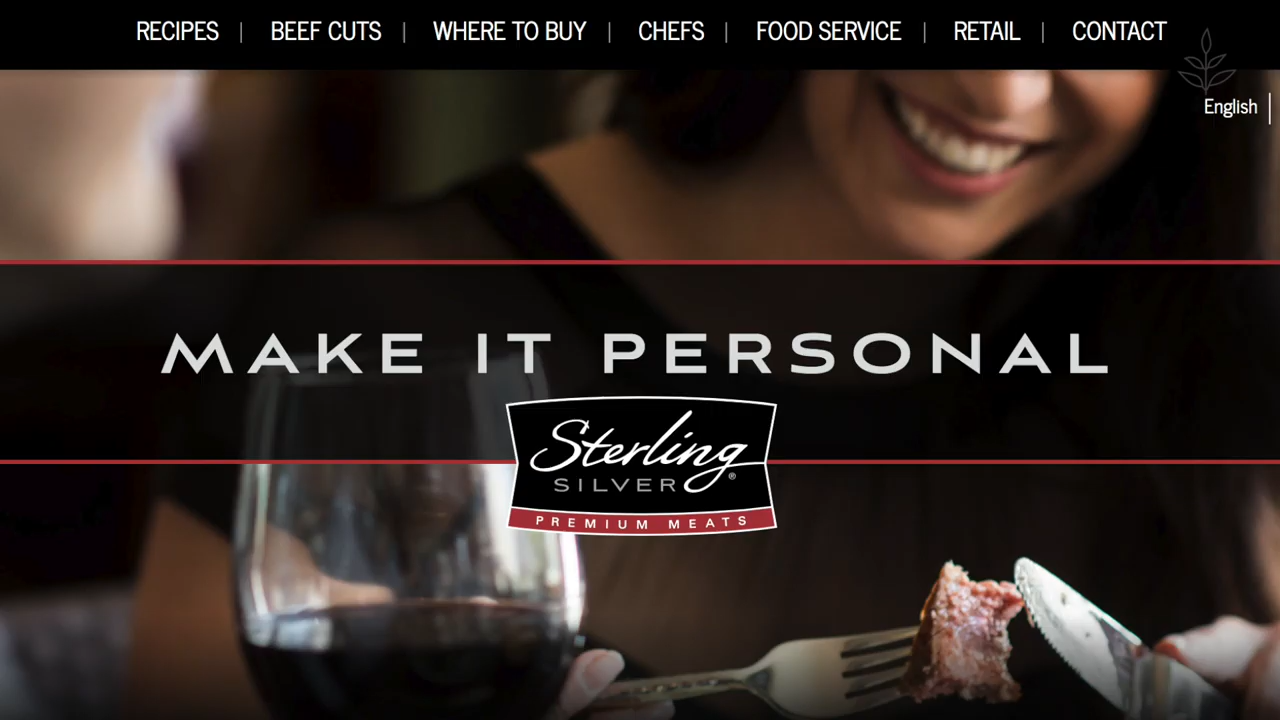 RECIPES | BEEF CUTS | WHERE TO BUY | CHEFS | FOOD SERVICE | RETAIL | CONTACT
English |
MAKE IT PERSONAL
Sterling
SILVER®
PREMIUM MEATS